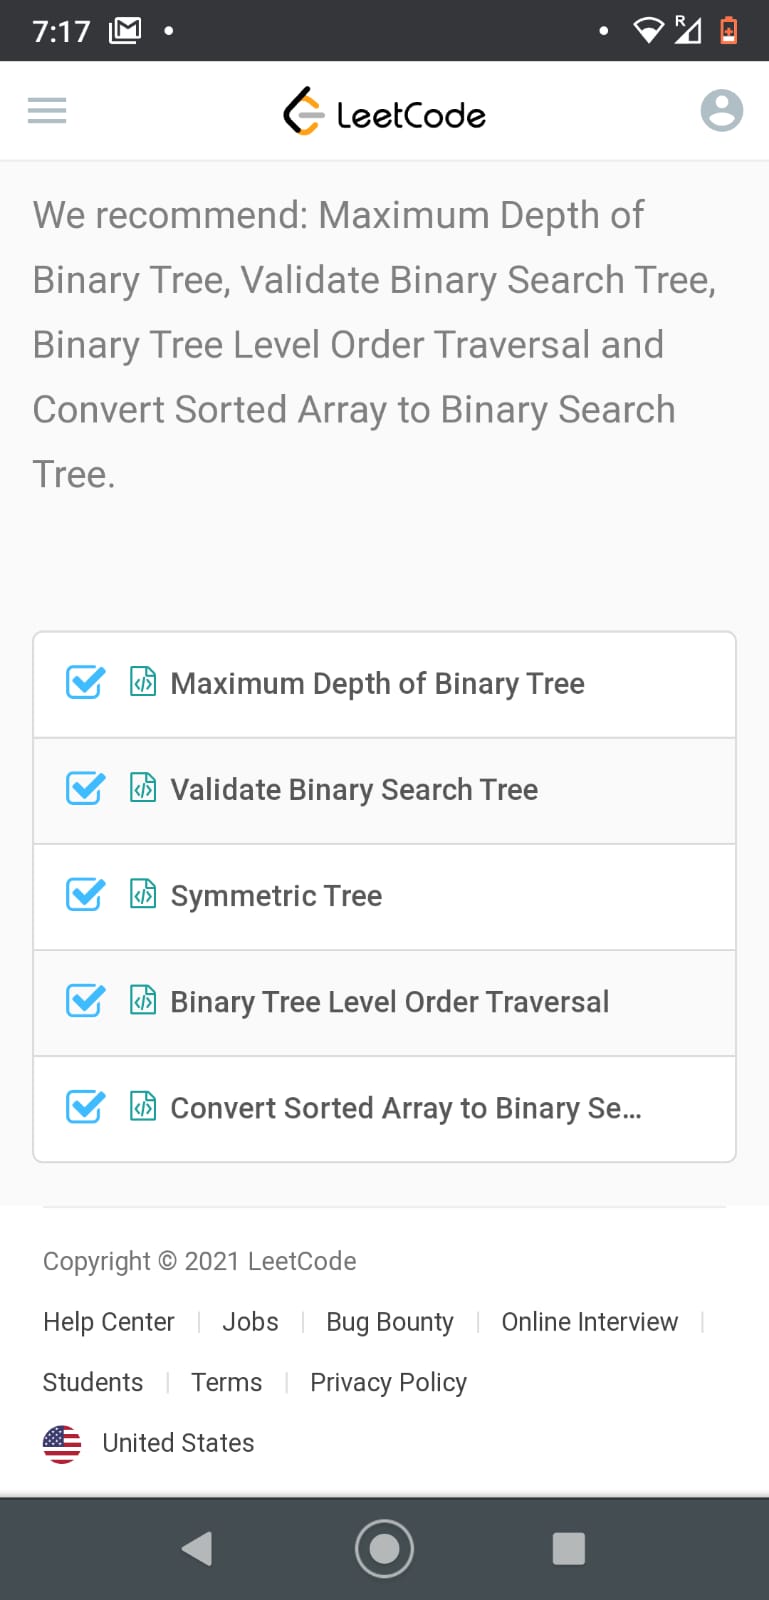 7:17
R
LeetCode
We recommend: Maximum Depth of
Binary Tree, Validate Binary Search Tree,
Binary Tree Level Order Traversal and
Convert Sorted Array to Binary Search
Tree.
</> Maximum Depth of Binary Tree
</> Validate Binary Search Tree
</> Symmetric Tree
</> Binary Tree Level Order Traversal
</> Convert Sorted Array to Binary Se...
Copyright © 2021 LeetCode
Help Center | Jobs | Bug Bounty | Online Interview |
Students | Terms | Privacy Policy
United States